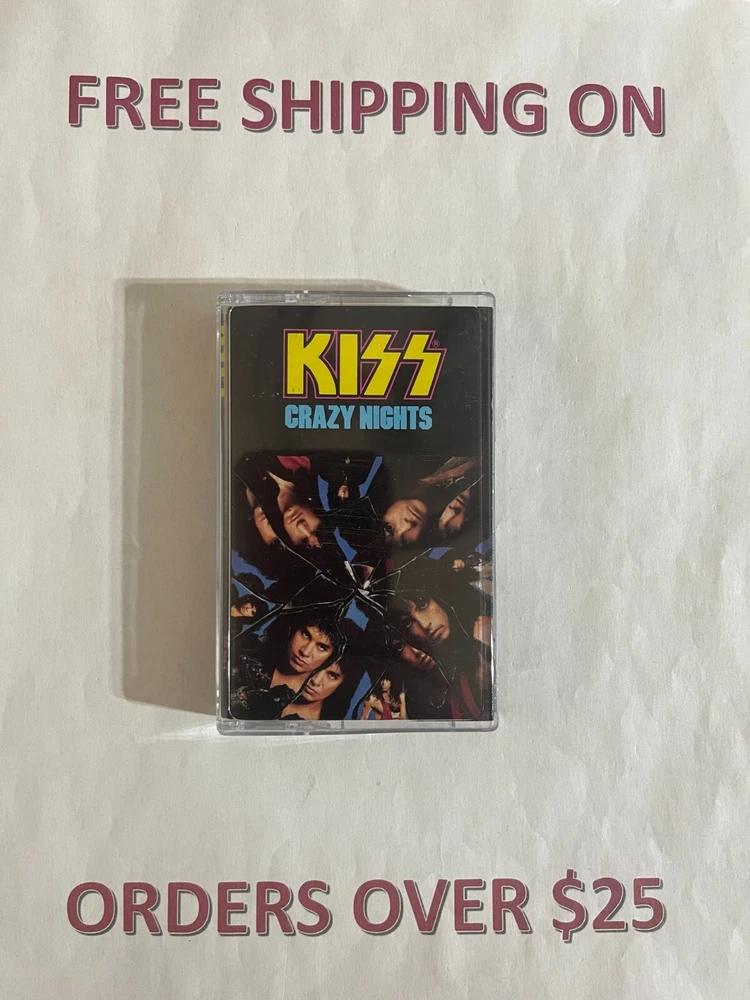 FREE SHIPPING ON
KISS®
CRAZY NIGHTS
ORDERS OVER $25